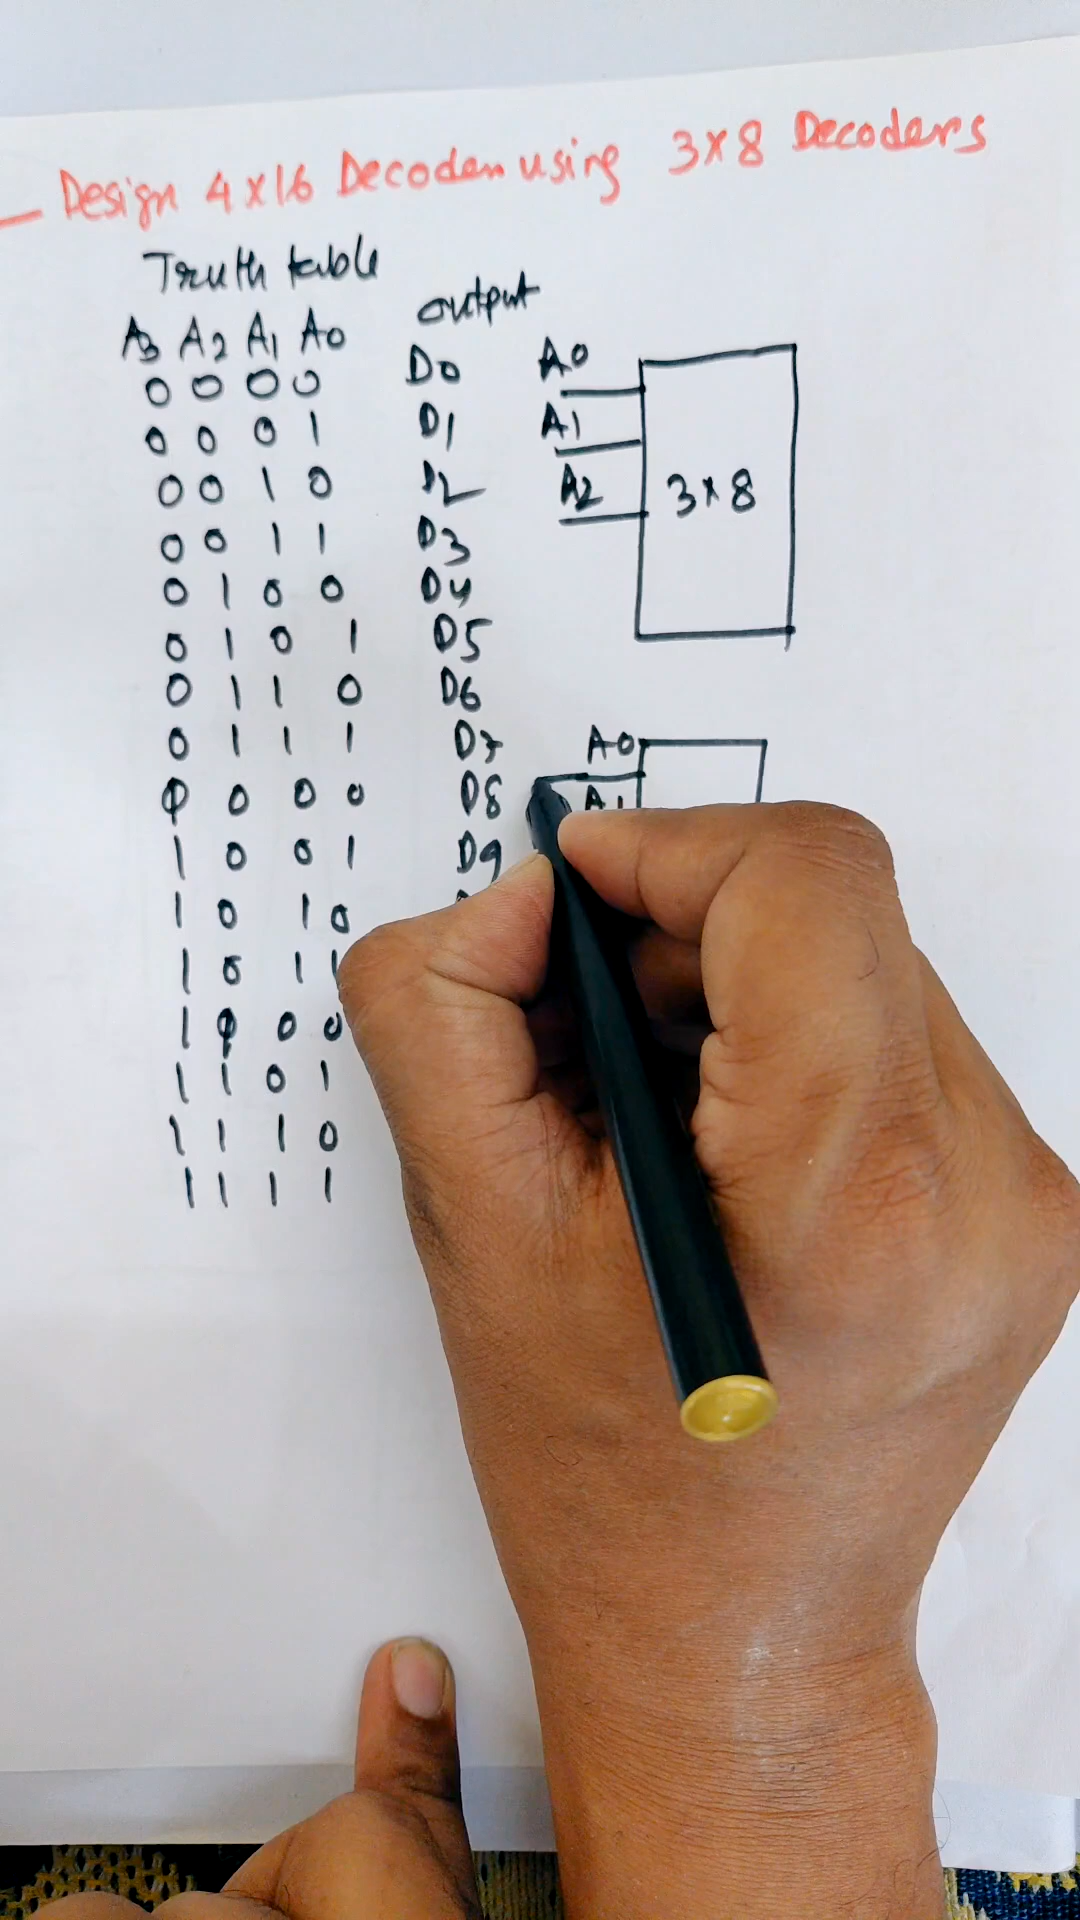 Design 4x16 Decoder using 3x8 Decoders
Truth table
A3 A2 A1 A0 output
0 0 0 0 D0
0 0 0 1 D1
0 0 1 0 D2
0 0 1 1 D3
0 1 0 0 D4
0 1 0 1 D5
0 1 1 0 D6
0 1 1 1 D7
1 0 0 0 D8
1 0 0 1 D9
1 0 1 0
1 0 1 1
1 1 0 0
1 1 0 1
1 1 1 0
1 1 1 1
A0
A1
A2
3x8
A0
A1